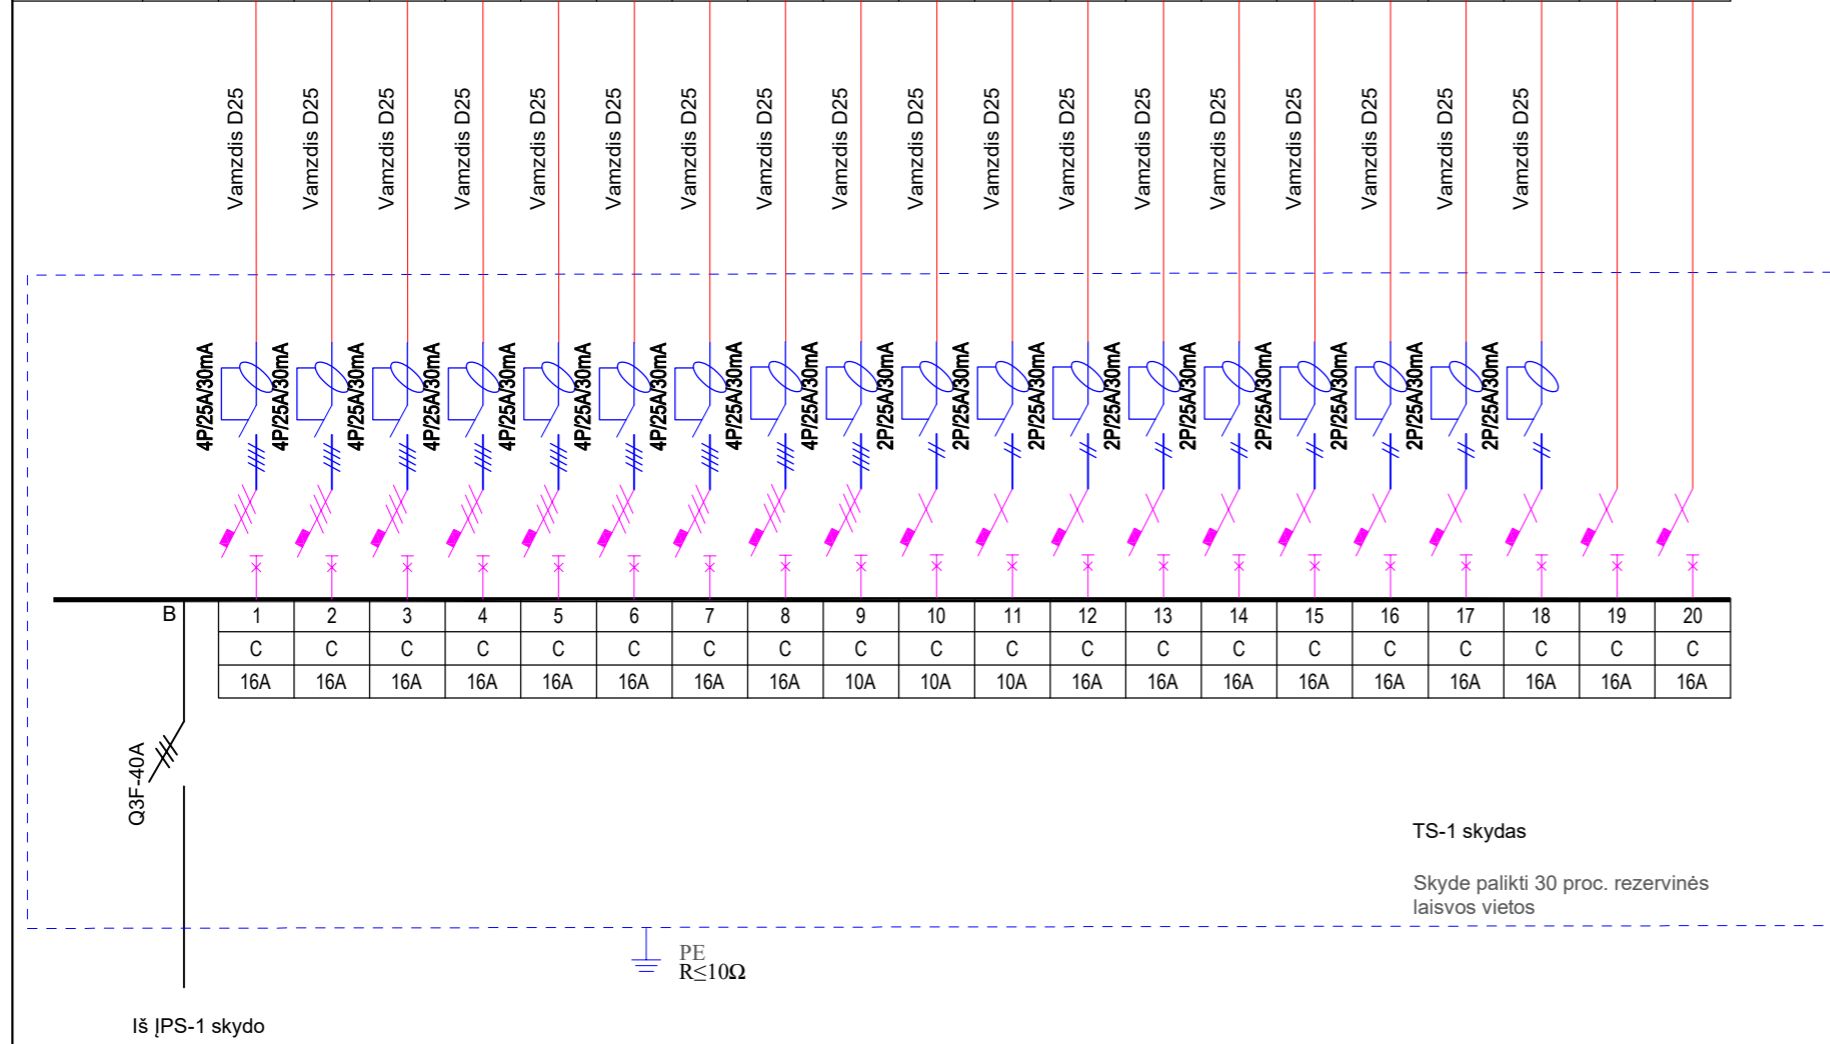 Vamzdis D25 Vamzdis D25 Vamzdis D25 Vamzdis D25 Vamzdis D25 Vamzdis D25 Vamzdis D25 Vamzdis D25 Vamzdis D25 Vamzdis D25 Vamzdis D25 Vamzdis D25 Vamzdis D25 Vamzdis D25 Vamzdis D25 Vamzdis D25 Vamzdis D25 Vamzdis D25
4P/25A/30mA 4P/25A/30mA 4P/25A/30mA 4P/25A/30mA 4P/25A/30mA 4P/25A/30mA 4P/25A/30mA 4P/25A/30mA 4P/25A/30mA 2P/25A/30mA 2P/25A/30mA 2P/25A/30mA 2P/25A/30mA 2P/25A/30mA 2P/25A/30mA 2P/25A/30mA 2P/25A/30mA 2P/25A/30mA
B 1 2 3 4 5 6 7 8 9 10 11 12 13 14 15 16 17 18 19 20
C C C C C C C C C C C C C C C C C C C C
16A 16A 16A 16A 16A 16A 16A 16A 10A 10A 10A 16A 16A 16A 16A 16A 16A 16A 16A 16A
Q3F-40A
TS-1 skydas
Skyde palikti 30 proc. rezervinės
laisvos vietos
PE
R≤10Ω
Iš ĮPS-1 skydo